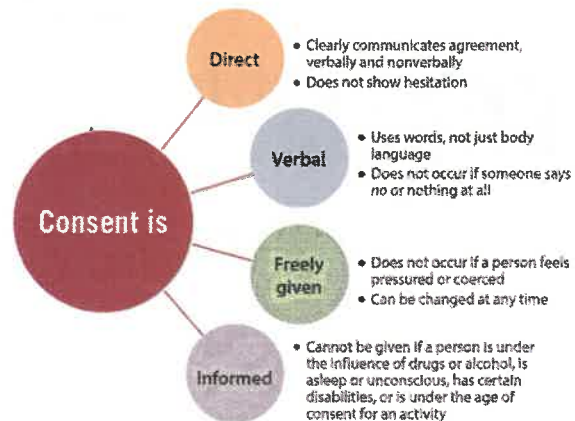 Consent is
Direct
• Clearly communicates agreement,
verbally and nonverbally
• Does not show hesitation
Verbal
• Uses words, not just body
language
• Does not occur if someone says
no or nothing at all
Freely
given
• Does not occur if a person feels
pressured or coerced
• Can be changed at any time
Informed
• Cannot be given if a person is under
the influence of drugs or alcohol, is
asleep or unconscious, has certain
disabilities, or is under the age of
consent for an activity